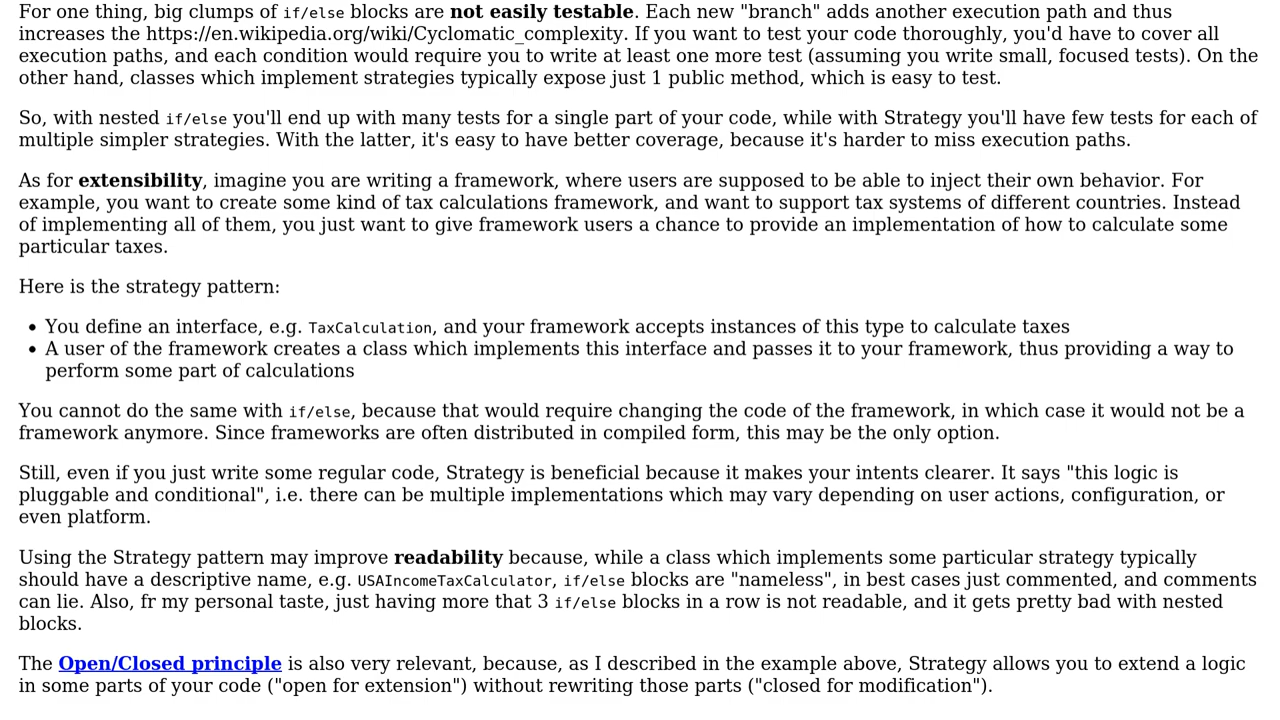 For one thing, big clumps of if/else blocks are not easily testable. Each new "branch" adds another execution path and thus
increases the https://en.wikipedia.org/wiki/Cyclomatic_complexity. If you want to test your code thoroughly, you'd have to cover all
execution paths, and each condition would require you to write at least one more test (assuming you write small, focused tests). On the
other hand, classes which implement strategies typically expose just 1 public method, which is easy to test.
So, with nested if/else you'll end up with many tests for a single part of your code, while with Strategy you'll have few tests for each of
multiple simpler strategies. With the latter, it's easy to have better coverage, because it's harder to miss execution paths.
As for extensibility, imagine you are writing a framework, where users are supposed to be able to inject their own behavior. For
example, you want to create some kind of tax calculations framework, and want to support tax systems of different countries. Instead
of implementing all of them, you just want to give framework users a chance to provide an implementation of how to calculate some
particular taxes.
Here is the strategy pattern:
• You define an interface, e.g. TaxCalculation, and your framework accepts instances of this type to calculate taxes
• A user of the framework creates a class which implements this interface and passes it to your framework, thus providing a way to
perform some part of calculations
You cannot do the same with if/else, because that would require changing the code of the framework, in which case it would not be a
framework anymore. Since frameworks are often distributed in compiled form, this may be the only option.
Still, even if you just write some regular code, Strategy is beneficial because it makes your intents clearer. It says "this logic is
pluggable and conditional", i.e. there can be multiple implementations which may vary depending on user actions, configuration, or
even platform.
Using the Strategy pattern may improve readability because, while a class which implements some particular strategy typically
should have a descriptive name, e.g. USAIncomeTaxCalculator, if/else blocks are "nameless", in best cases just commented, and comments
can lie. Also, fr my personal taste, just having more that 3 if/else blocks in a row is not readable, and it gets pretty bad with nested
blocks.
The Open/Closed principle is also very relevant, because, as I described in the example above, Strategy allows you to extend a logic
in some parts of your code ("open for extension") without rewriting those parts ("closed for modification").